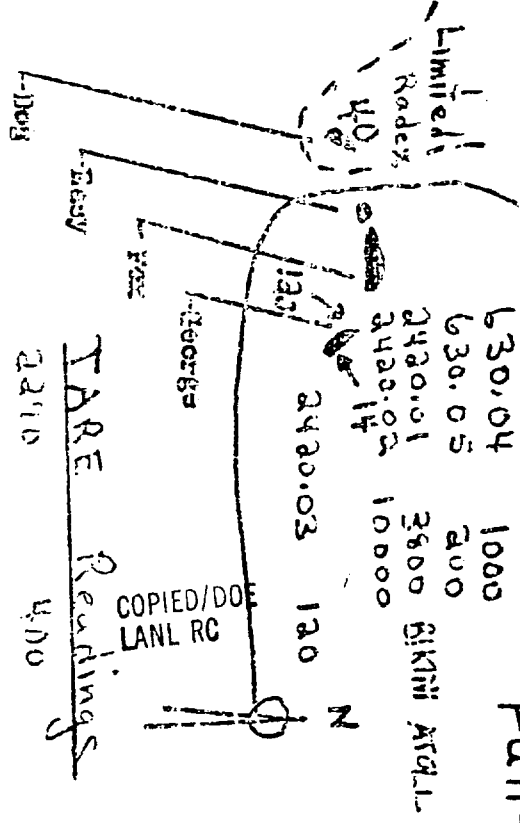 Limited
Radex
40
630.04 1000
630.05 200
2420.01 3800
2420.02 10000
14
120
2420.03 120
BIKINI ATOLL
Dog
Easy
Fox
George
N
TARE Readings
2210 400
COPIED/DOE
LANL RC